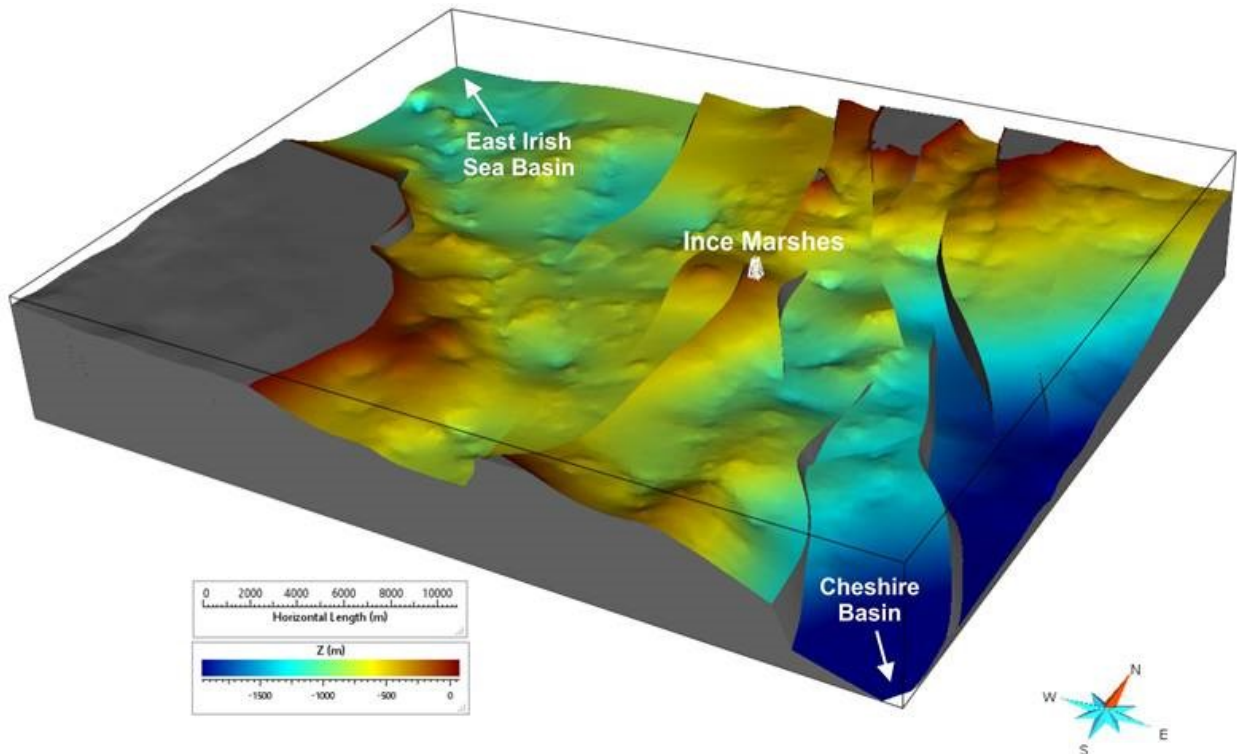 East Irish
Sea Basin
Ince Marshes
Cheshire
Basin
0 2000 4000 6000 8000 10000
Horizontal Length (m)
Z (m)
-1500 -1000 -500 0
N
W
E
S